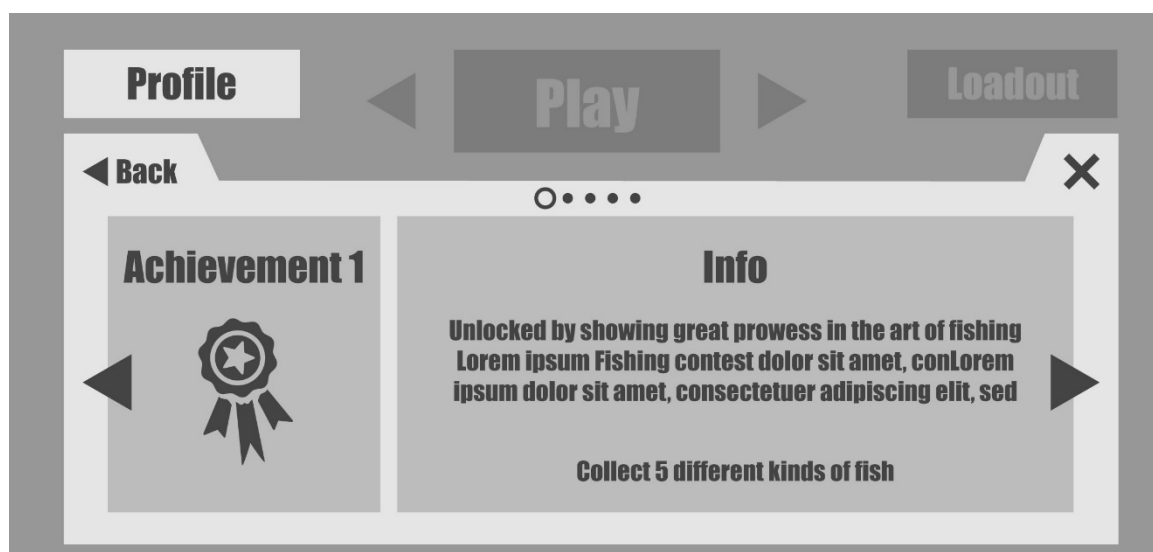 Profile
Play
Loadout
Back
Achievement 1
Info
Unlocked by showing great prowess in the art of fishing
Lorem ipsum Fishing contest dolor sit amet, conLorem
ipsum dolor sit amet, consectetuer adipiscing elit, sed
Collect 5 different kinds of fish